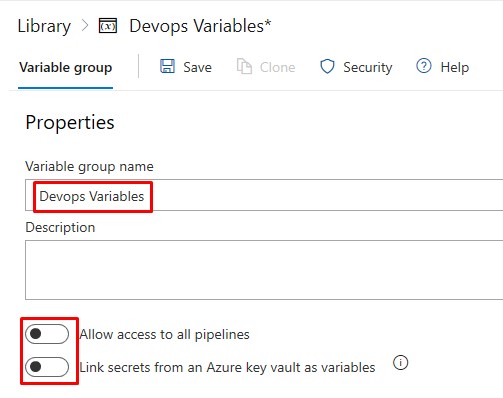 Library > (x) Devops Variables*
Variable group Save Clone Security Help
Properties
Variable group name
Devops Variables
Description
Allow access to all pipelines
Link secrets from an Azure key vault as variables